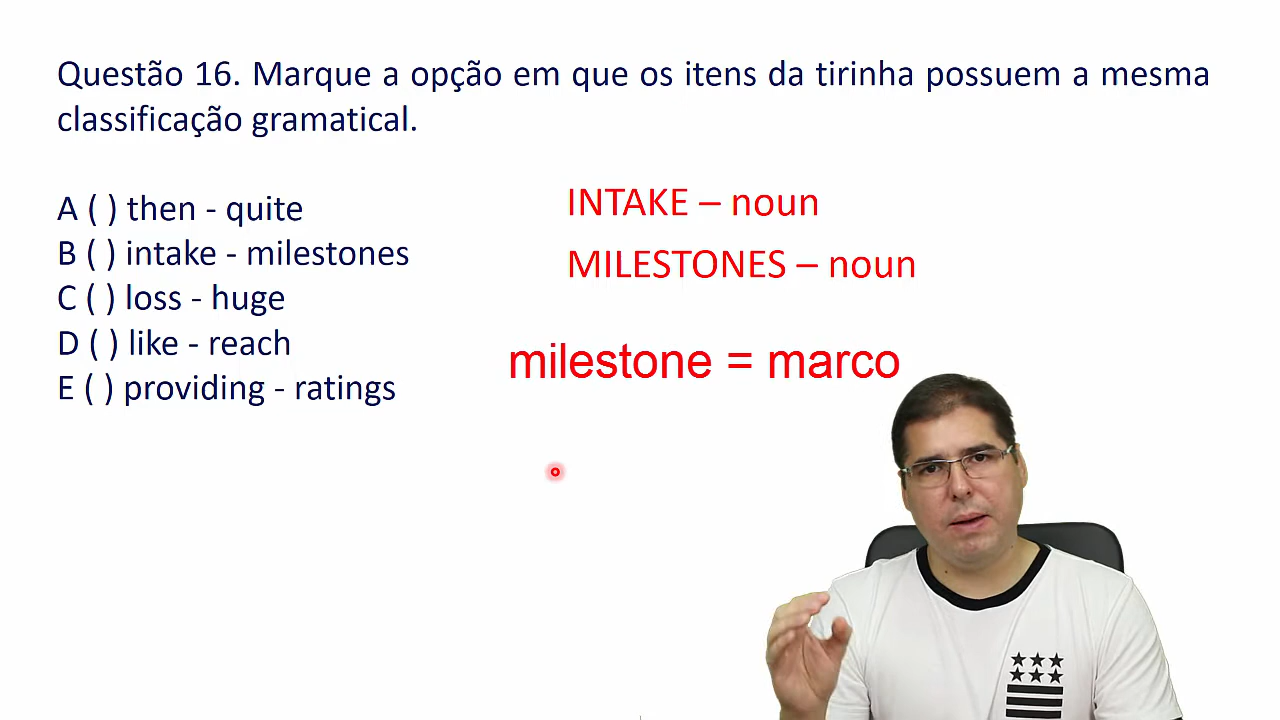 Questão 16. Marque a opção em que os itens da tirinha possuem a mesma
classificação gramatical.
A ( ) then - quite
B ( ) intake - milestones
C ( ) loss - huge
D ( ) like - reach
E ( ) providing - ratings
INTAKE – noun
MILESTONES – noun
milestone = marco